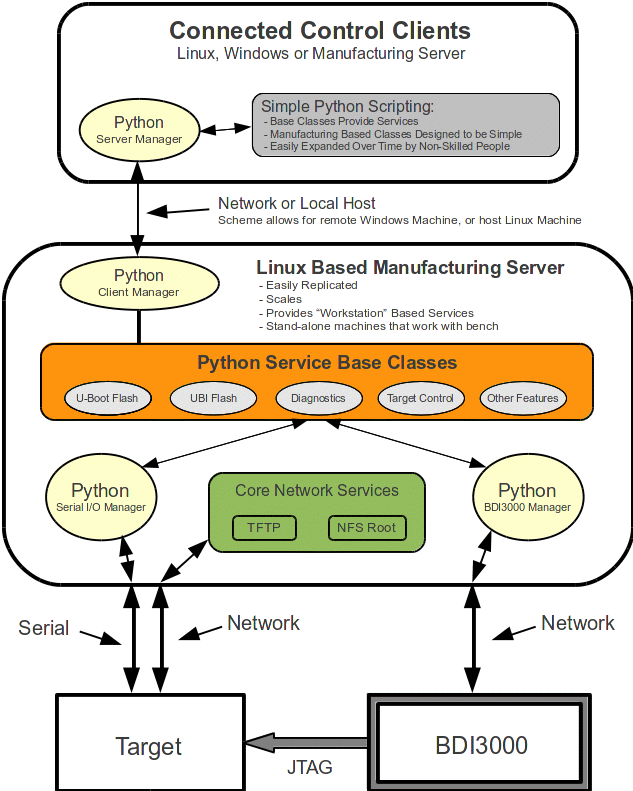 Connected Control Clients
Linux, Windows or Manufacturing Server
Python
Server Manager
Simple Python Scripting:
- Base Classes Provide Services
- Manufacturing Based Classes Designed to be Simple
- Easily Expanded Over Time by Non-Skilled People
Network or Local Host
Scheme allows for remote Windows Machine, or host Linux Machine
Python
Client Manager
Linux Based Manufacturing Server
- Easily Replicated
- Scales
- Provides “Workstation” Based Services
- Stand-alone machines that work with bench
Python Service Base Classes
U-Boot Flash
UBI Flash
Diagnostics
Target Control
Other Features
Python
Serial I/O Manager
Core Network Services
TFTP
NFS Root
Python
BDI3000 Manager
Serial
Network
Network
Target
JTAG
BDI3000